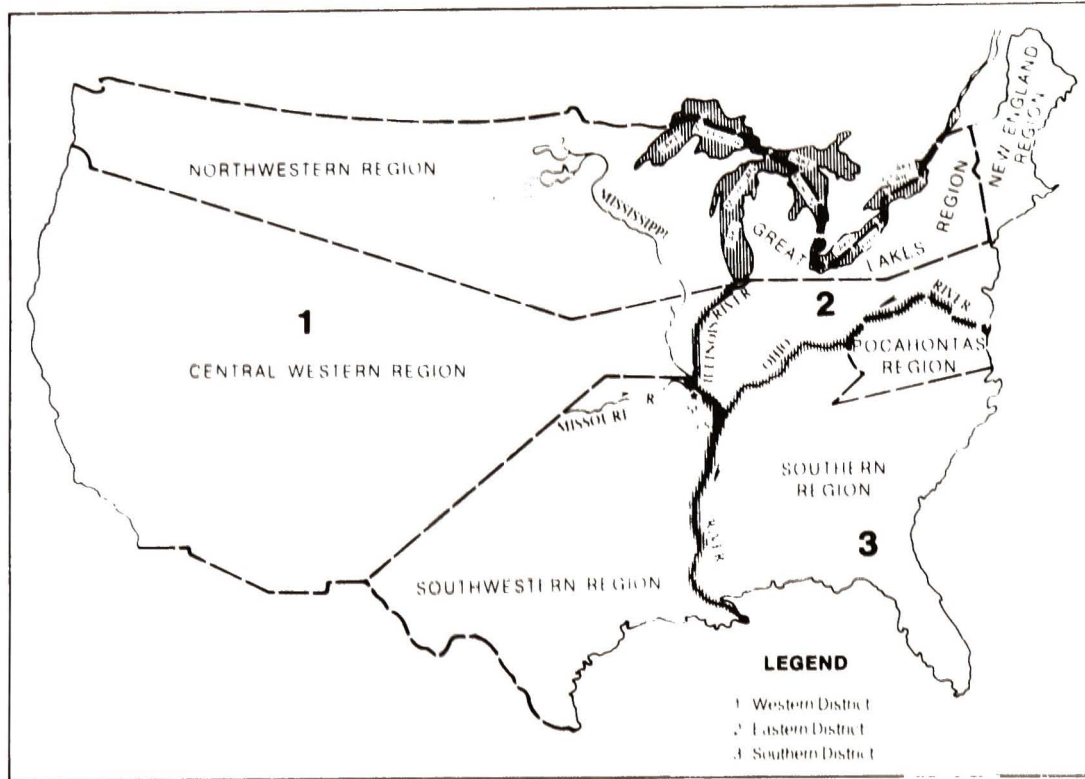 NEW ENGLAND
REGION
NORTHWESTERN REGION
MISSISSIPPI
GREAT
LAKES
REGION
1
2
ILLINOIS RIVER
OHIO
RIVER
POCAHONTAS
REGION
CENTRAL WESTERN REGION
MISSOURI R
SOUTHERN
REGION
3
RIVER
SOUTHWESTERN REGION
LEGEND
1 Western District
2 Eastern District
3 Southern District